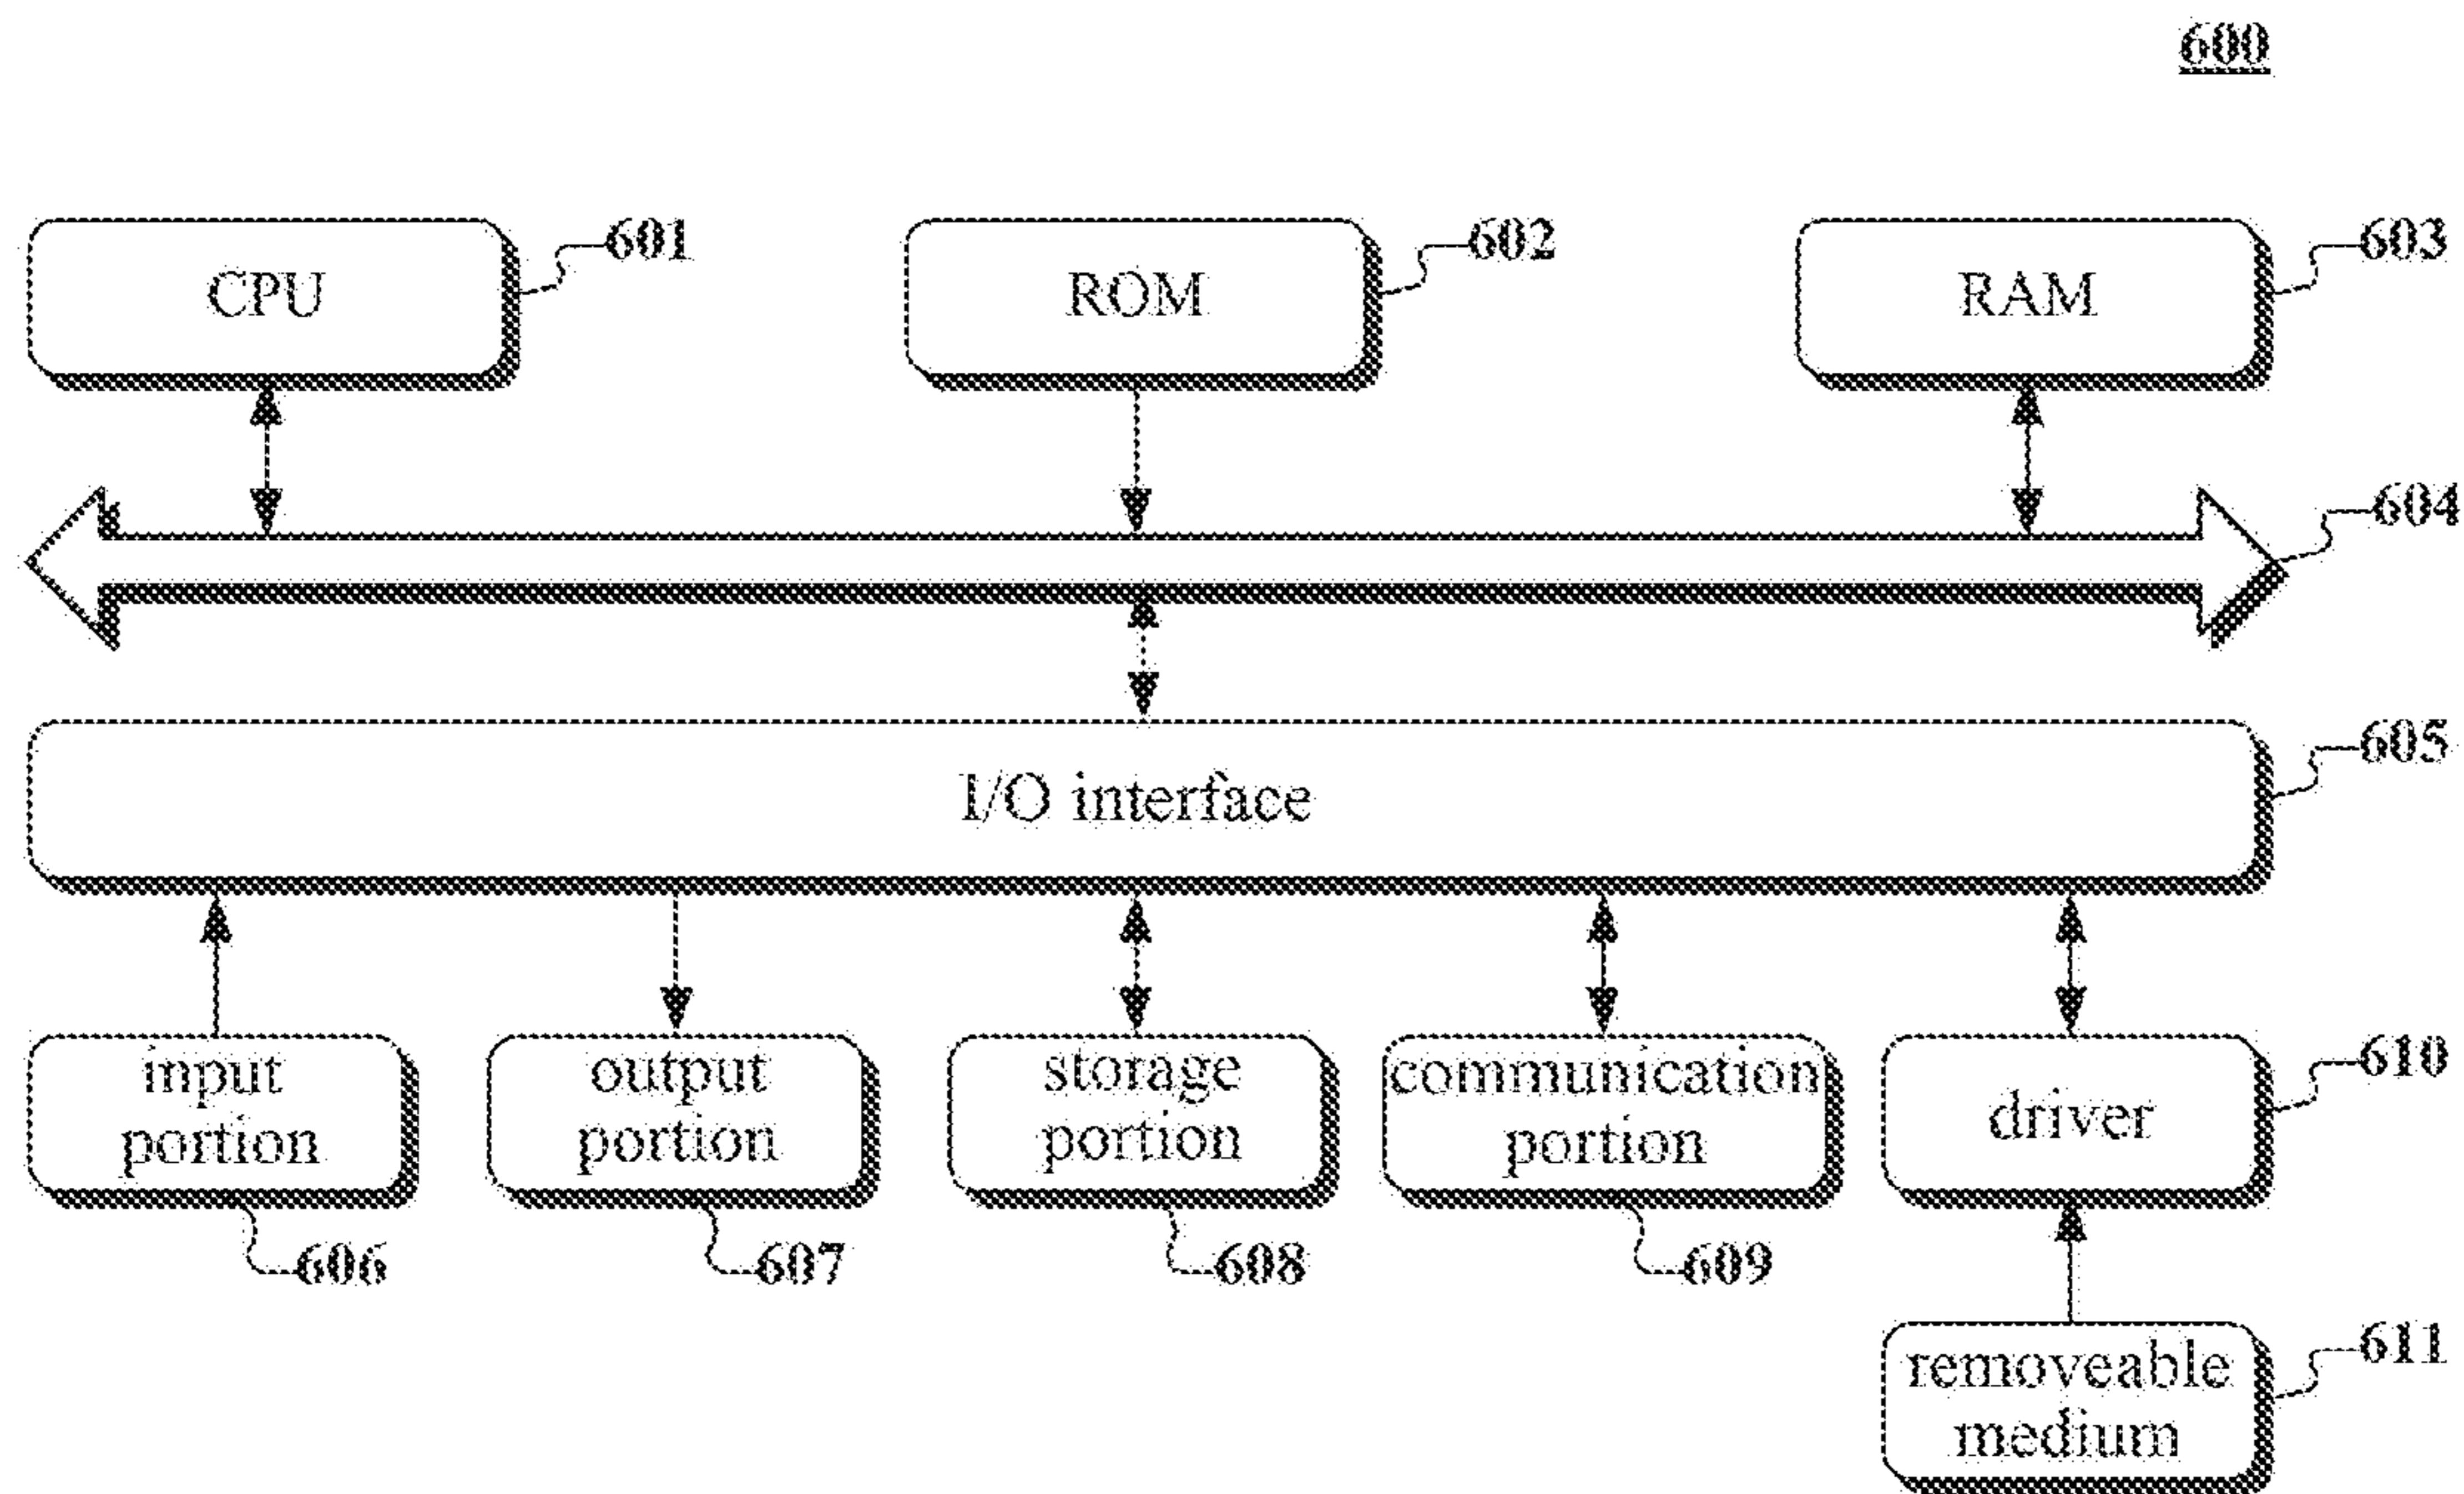 600
CPU
601
ROM
602
RAM
603
604
I/O interface
605
input
portion
606
output
portion
607
storage
portion
608
communication
portion
609
driver
610
removeable
medium
611